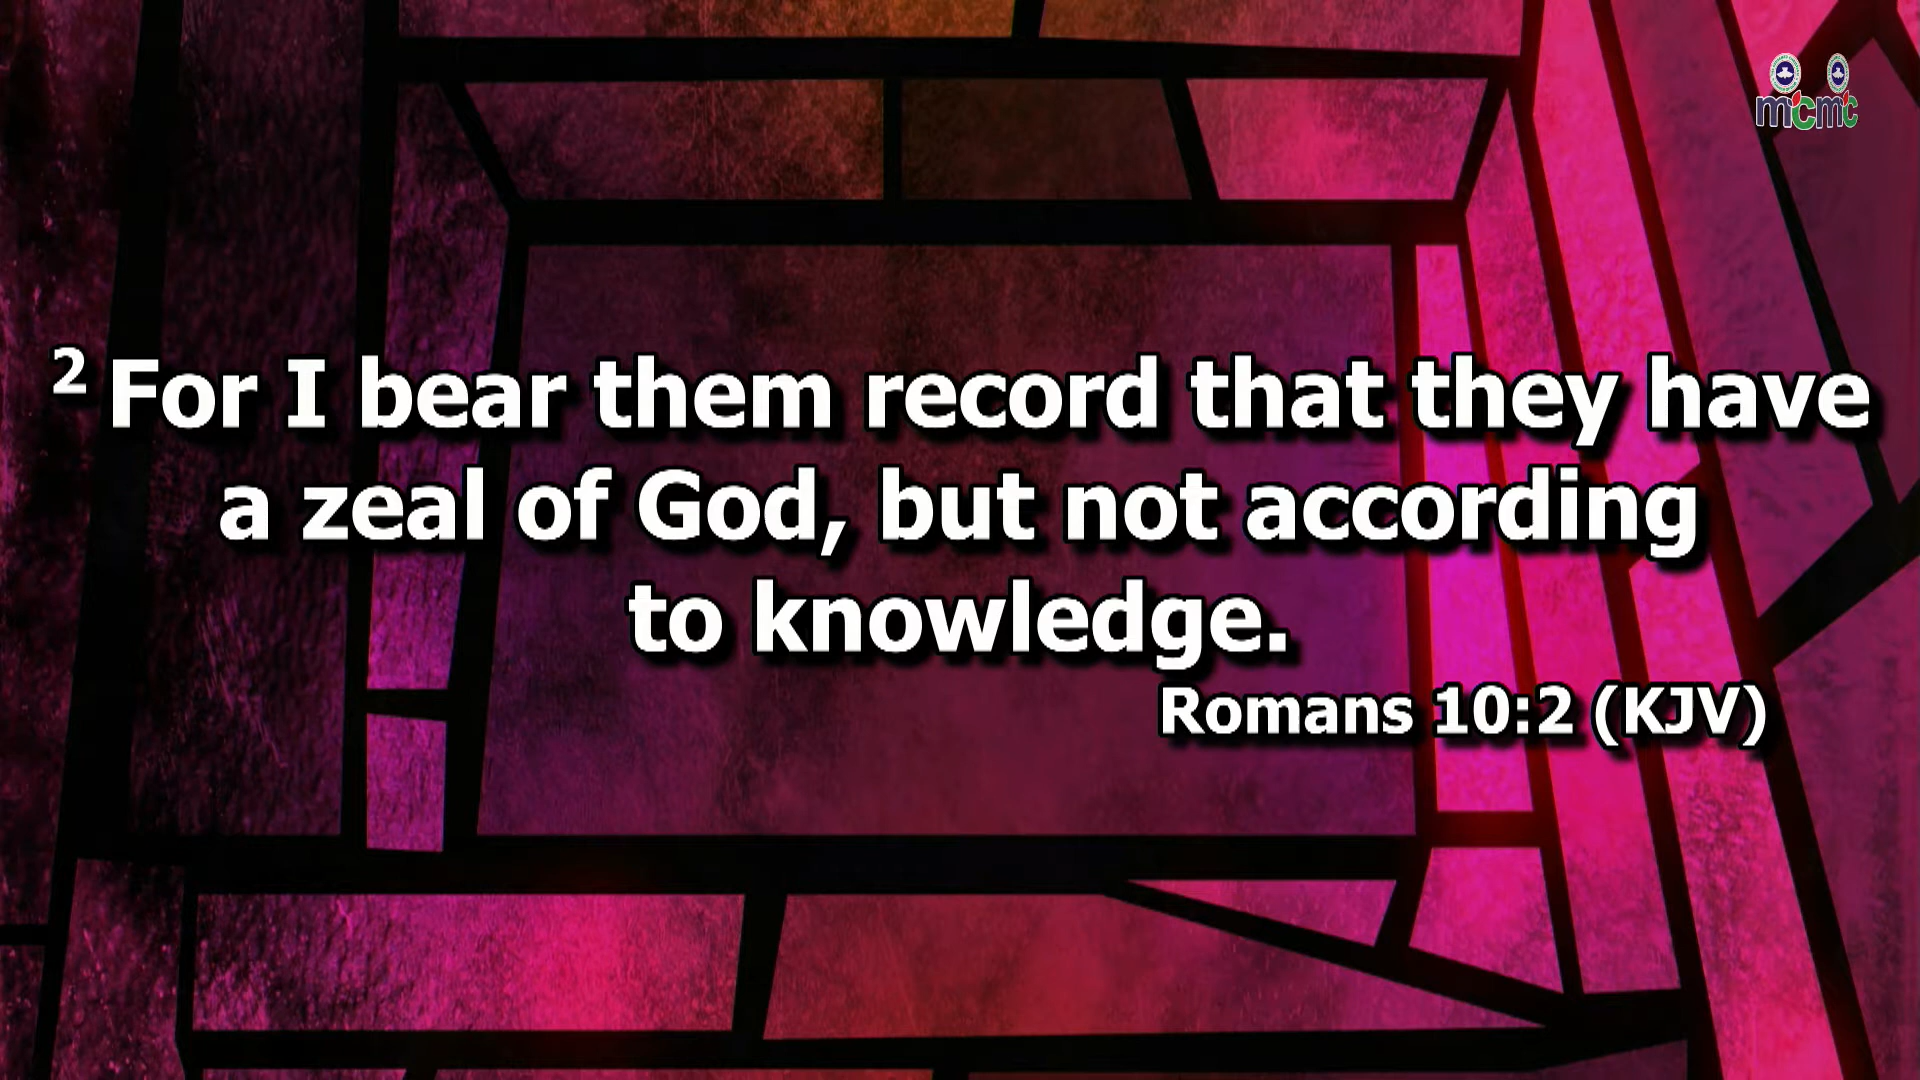 mcmc
² For I bear them record that they have
a zeal of God, but not according
to knowledge.
Romans 10:2 (KJV)